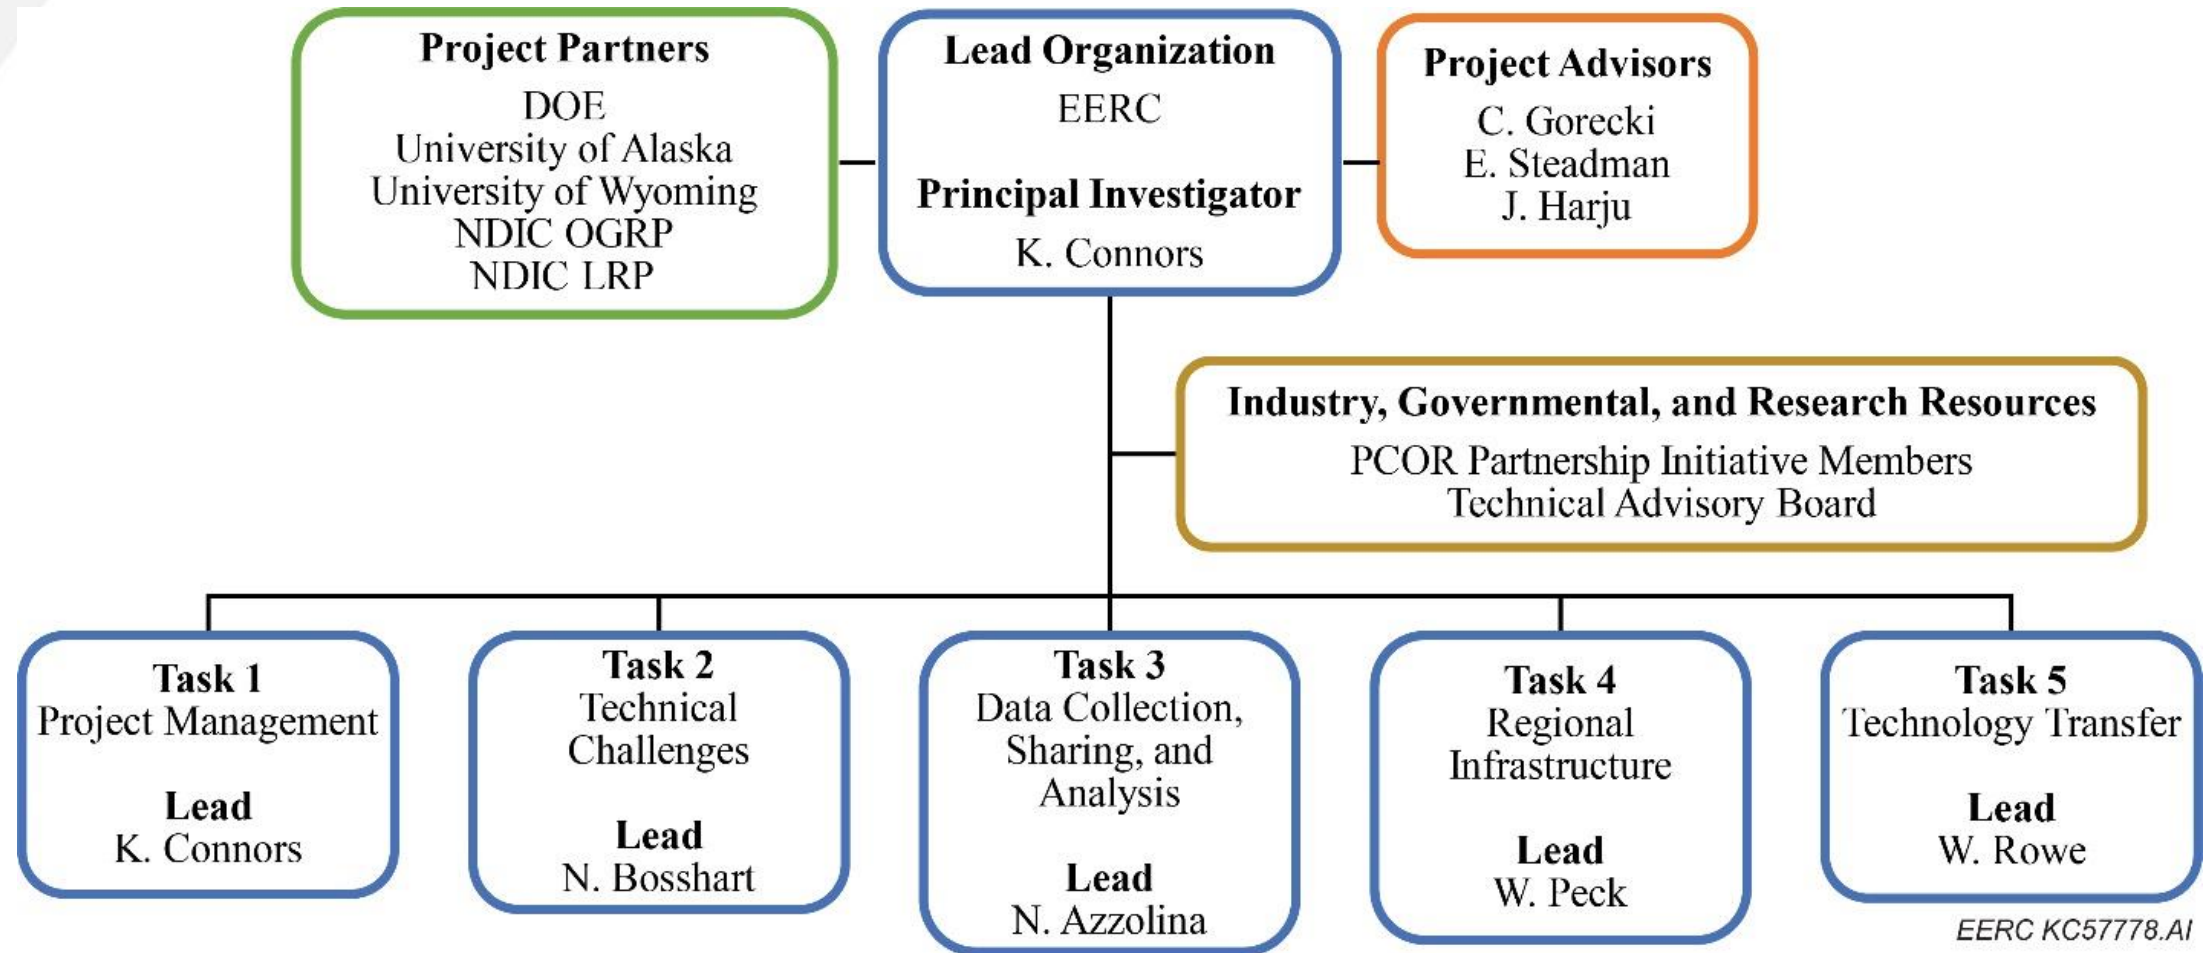 Project Partners
DOE
University of Alaska
University of Wyoming
NDIC OGRP
NDIC LRP
Lead Organization
EERC
Principal Investigator
K. Connors
Project Advisors
C. Gorecki
E. Steadman
J. Harju
Industry, Governmental, and Research Resources
PCOR Partnership Initiative Members
Technical Advisory Board
Task 1
Project Management
Lead
K. Connors
Task 2
Technical
Challenges
Lead
N. Bosshart
Task 3
Data Collection,
Sharing, and
Analysis
Lead
N. Azzolina
Task 4
Regional
Infrastructure
Lead
W. Peck
Task 5
Technology Transfer
Lead
W. Rowe
EERC KC57778.AI